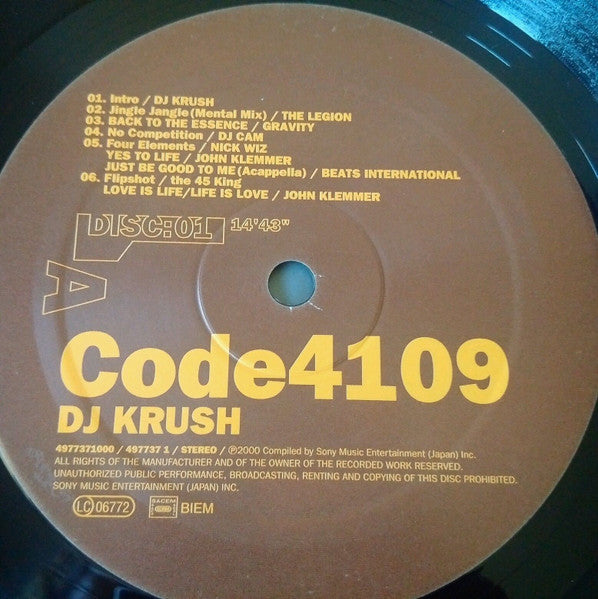 01. Intro / DJ KRUSH
02. Jingle Jangle (Mental Mix) / THE LEGION
03. BACK TO THE ESSENCE / GRAVITY
04. No Competition / DJ CAM
05. Four Elements / NICK WIZ
YES TO LIFE / JOHN KLEMMER
JUST BE GOOD TO ME (Acappella) / BEATS INTERNATIONAL
06. Flipshot / the 45 King
LOVE IS LIFE/LIFE IS LOVE / JOHN KLEMMER
DISC:01 14'43"
A
Code4109
DJ KRUSH
4977371000 / 497737 1 / STEREO / ℗2000 Compiled by Sony Music Entertainment (Japan) Inc.
ALL RIGHTS OF THE MANUFACTURER AND OF THE OWNER OF THE RECORDED WORK RESERVED.
UNAUTHORIZED PUBLIC PERFORMANCE, BROADCASTING, RENTING AND COPYING OF THIS DISC PROHIBITED.
SONY MUSIC ENTERTAINMENT (JAPAN) INC.
LC 06772 SACEM BIEM